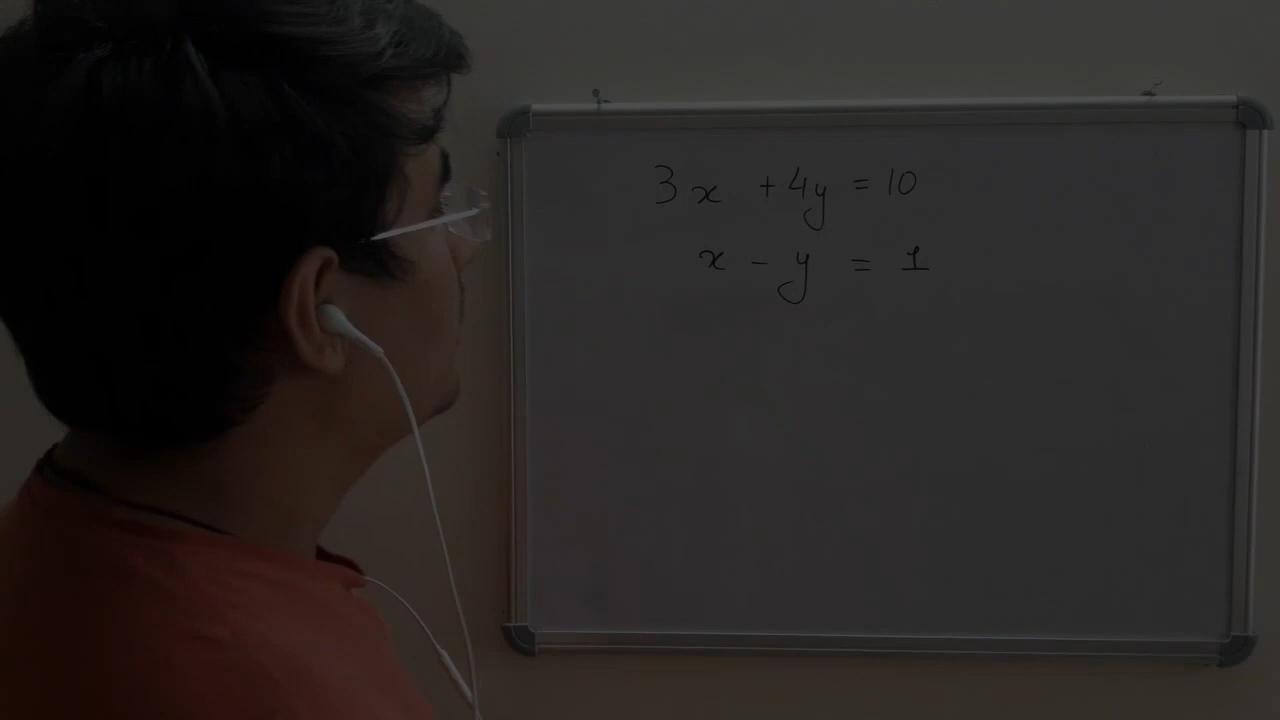 3x + 4y = 10
x - y = 1